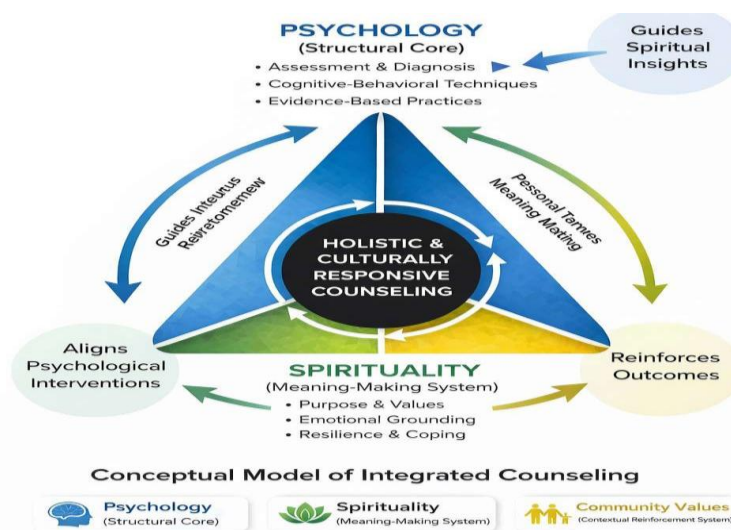 PSYCHOLOGY
(Structural Core)
• Assessment & Diagnosis
• Cognitive-Behavioral Techniques
• Evidence-Based Practices
Guides
Spiritual
Insights
Guides
Meaning
HOLISTIC &
CULTURALLY
RESPONSIVE
COUNSELING
Aligns
Psychological
Interventions
SPIRITUALITY
(Meaning-Making System)
• Purpose & Values
• Emotional Grounding
• Resilience & Coping
Reinforces
Outcomes
Conceptual Model of Integrated Counseling
Psychology
(Structural Core)
Spirituality
(Meaning-Making System)
Community Values
(Contextual Reinforcement System)